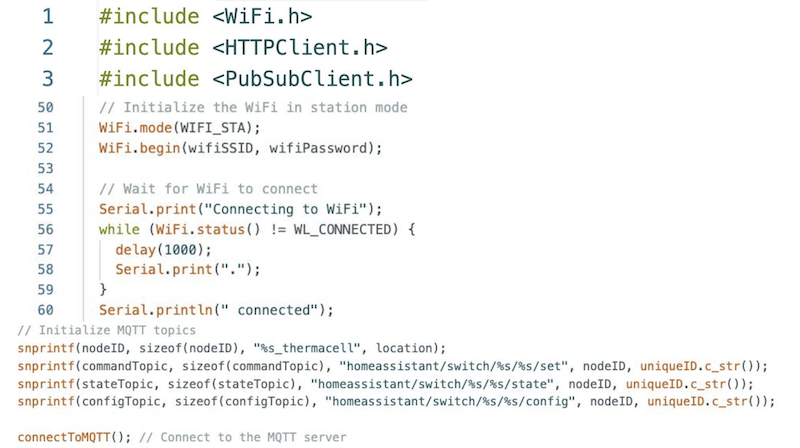 1 #include <WiFi.h>
2 #include <HTTPClient.h>
3 #include <PubSubClient.h>
50 // Initialize the WiFi in station mode
51 WiFi.mode(WIFI_STA);
52 WiFi.begin(wifiSSID, wifiPassword);
53
54 // Wait for WiFi to connect
55 Serial.print("Connecting to WiFi");
56 while (WiFi.status() != WL_CONNECTED) {
57 delay(1000);
58 Serial.print(".");
59 }
60 Serial.println(" connected");
// Initialize MQTT topics
snprintf(nodeID, sizeof(nodeID), "%s_thermacell", location);
snprintf(commandTopic, sizeof(commandTopic), "homeassistant/switch/%s/%s/set", nodeID, uniqueID.c_str());
snprintf(stateTopic, sizeof(stateTopic), "homeassistant/switch/%s/%s/state", nodeID, uniqueID.c_str());
snprintf(configTopic, sizeof(configTopic), "homeassistant/switch/%s/%s/config", nodeID, uniqueID.c_str());
connectToMQTT(); // Connect to the MQTT server